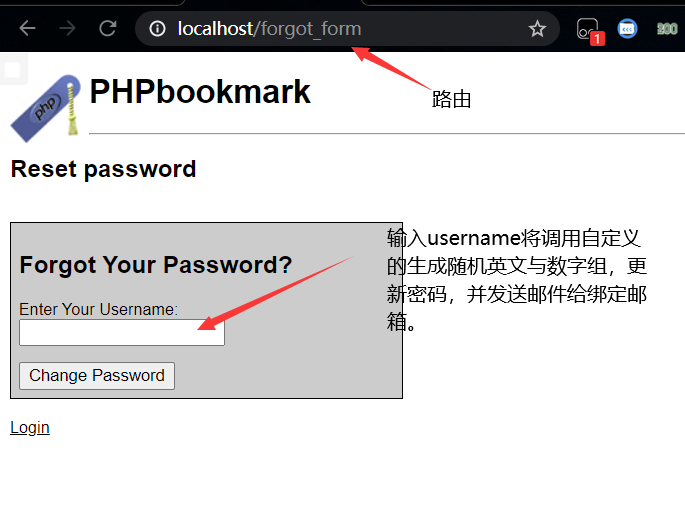 localhost/forgot_form
1
200
php
PHPbookmark
路由
Reset password
输入username将调用自定义
的生成随机英文与数字组，更
新密码，并发送邮件给绑定邮
箱。
Forgot Your Password?
Enter Your Username:
Change Password
Login